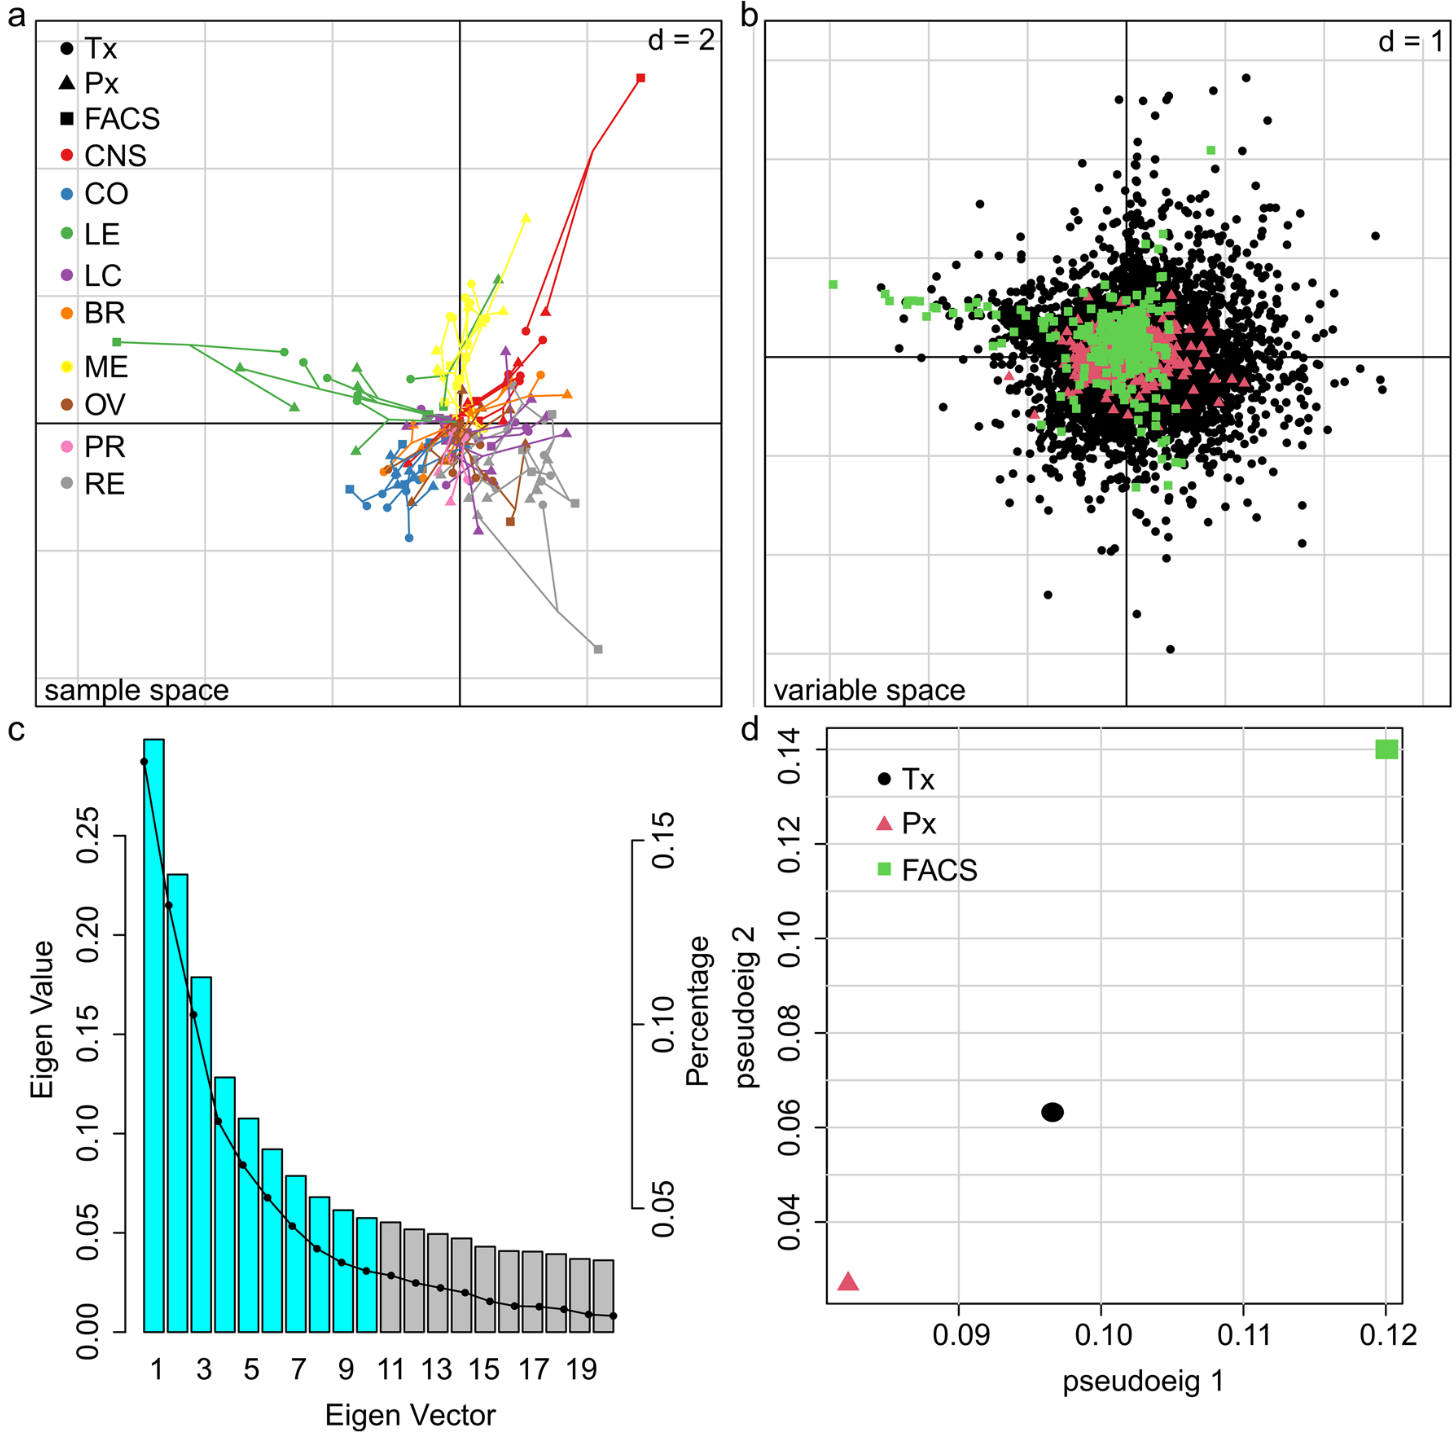 a
d = 2
Tx
Px
FACS
CNS
CO
LE
LC
BR
ME
OV
PR
RE
sample space
b
d = 1
variable space
c
Eigen Value
0.00 0.05 0.10 0.15 0.20 0.25
Percentage
0.05 0.10 0.15
1 3 5 7 9 11 13 15 17 19
Eigen Vector
d
Tx
Px
FACS
pseudoeig 2
0.04 0.06 0.08 0.10 0.12 0.14
0.09 0.10 0.11 0.12
pseudoeig 1